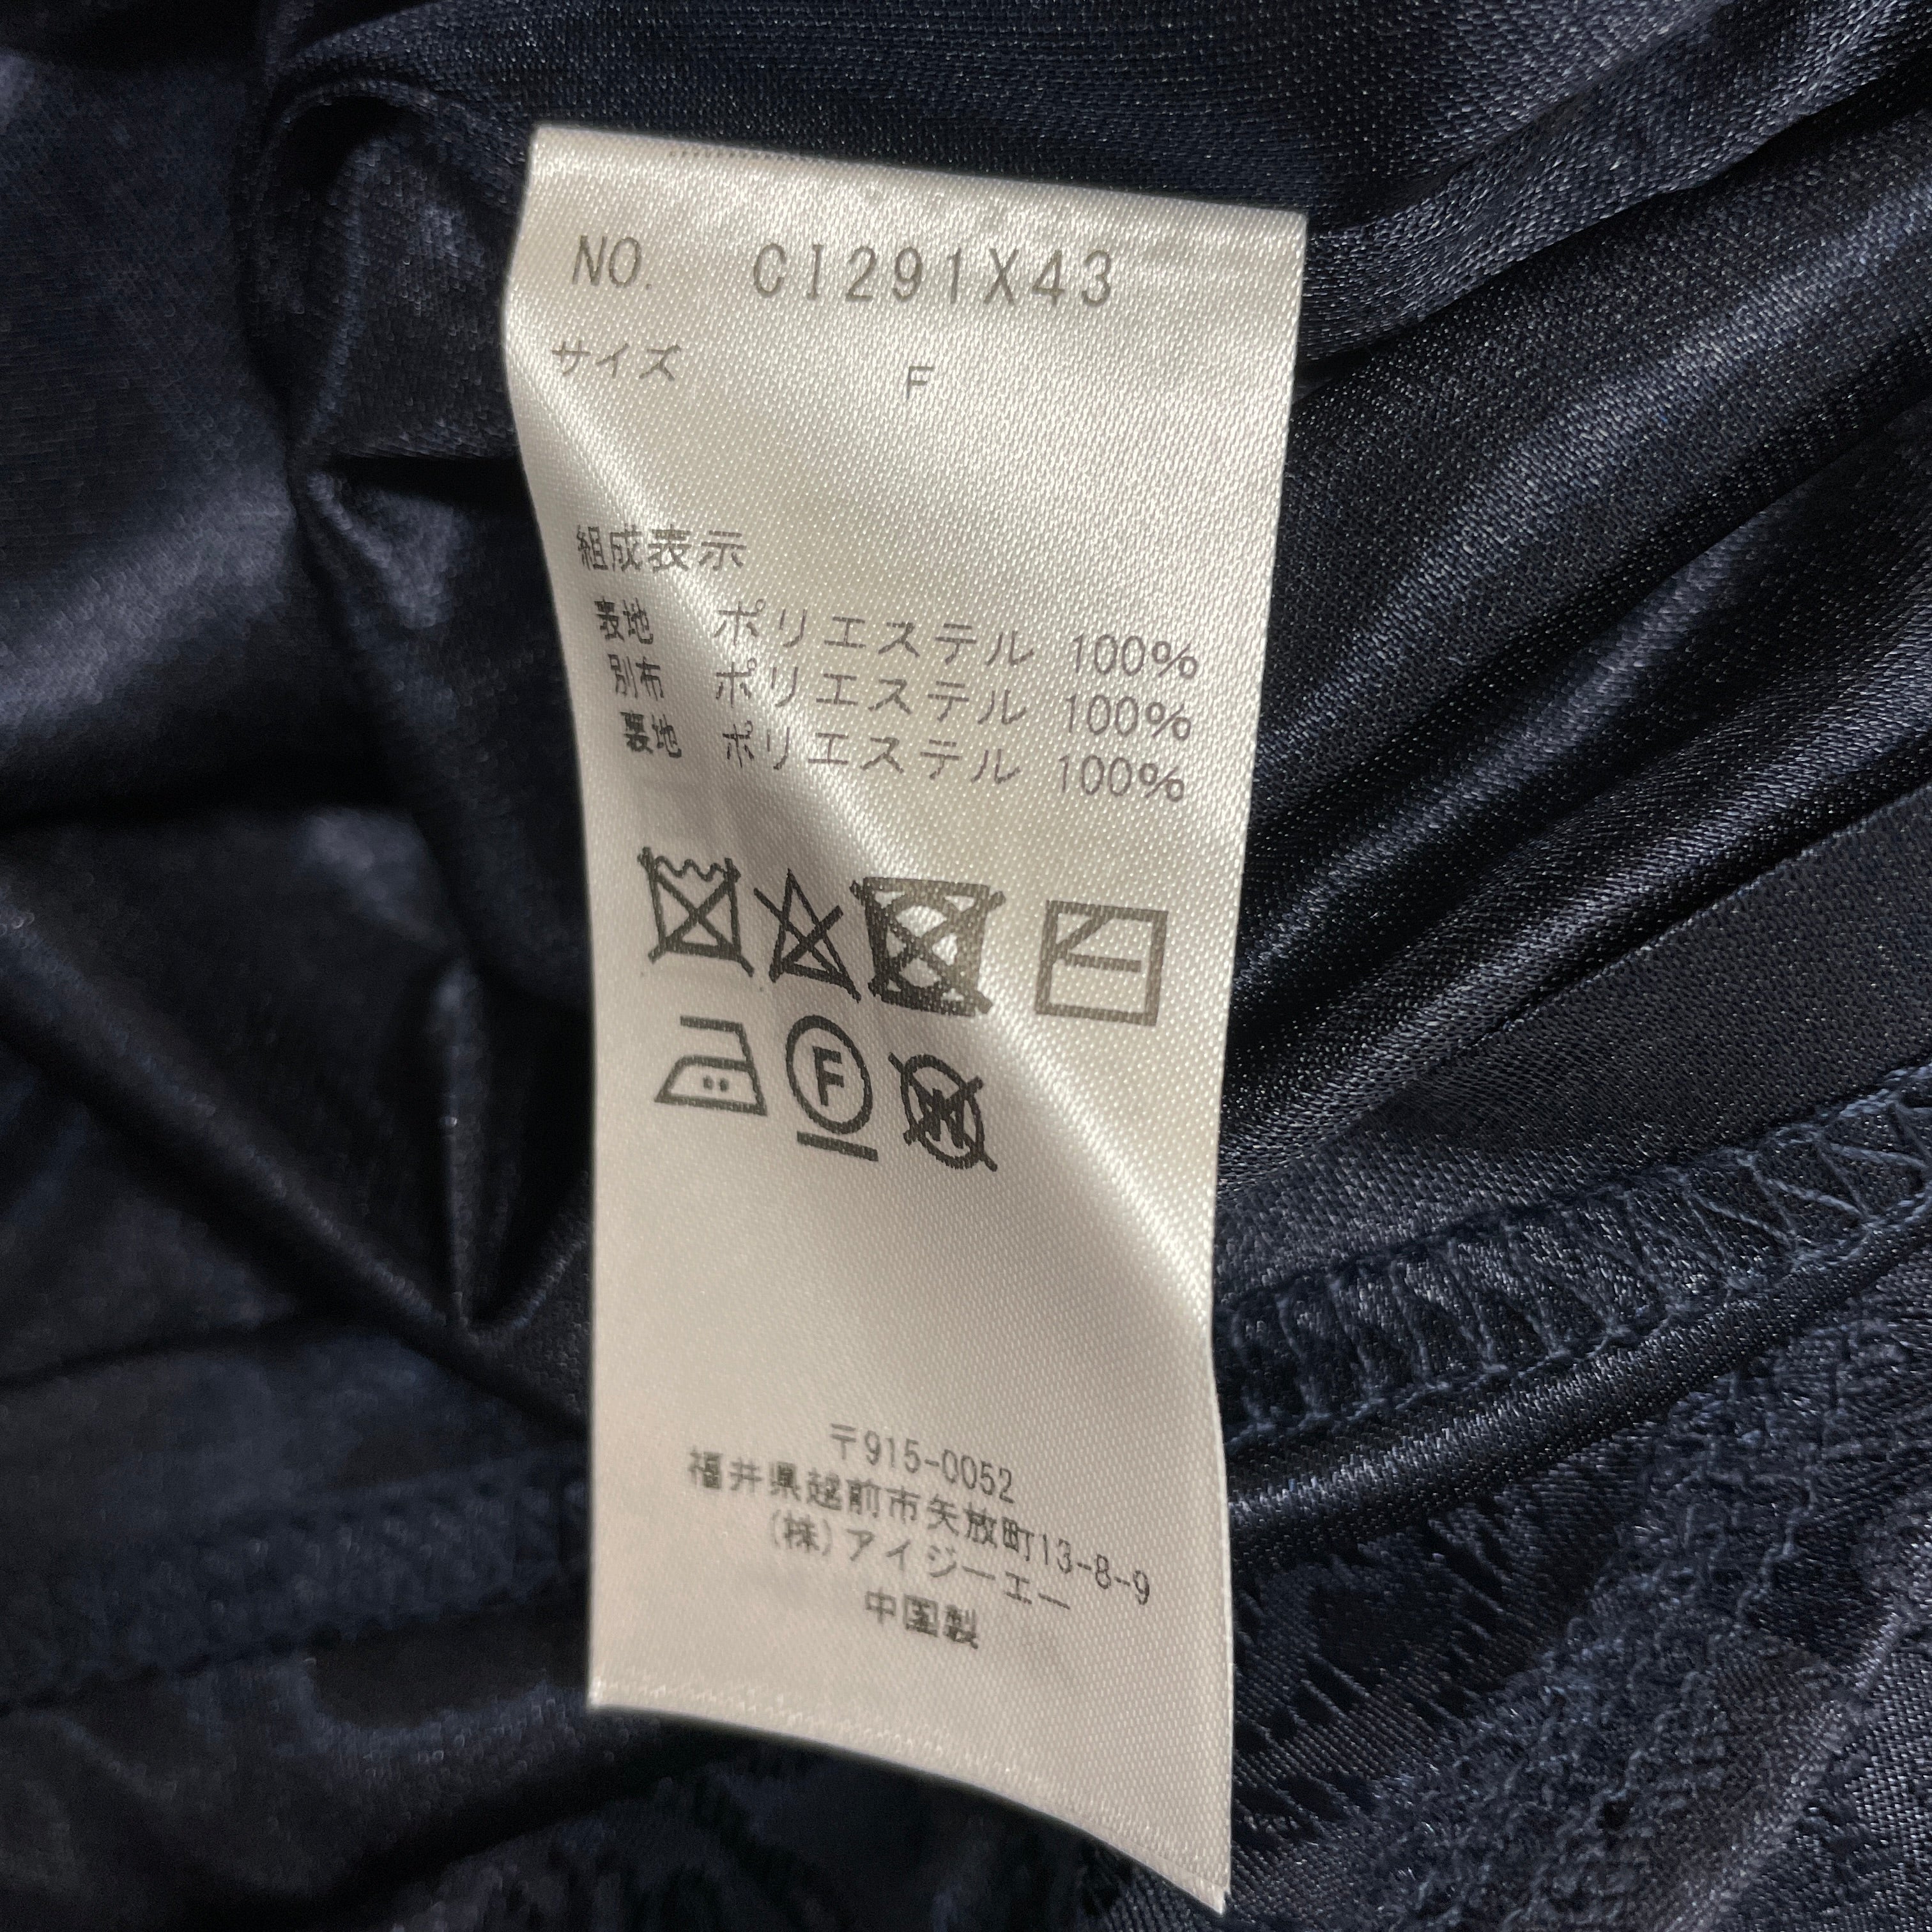 NO. CI291X43
サイズ F
組成表示
表地 ポリエステル 100%
別布 ポリエステル 100%
裏地 ポリエステル 100%
F
W
〒915-0052
福井県越前市矢放町13-8-9
(株)アイジーエー
中国製